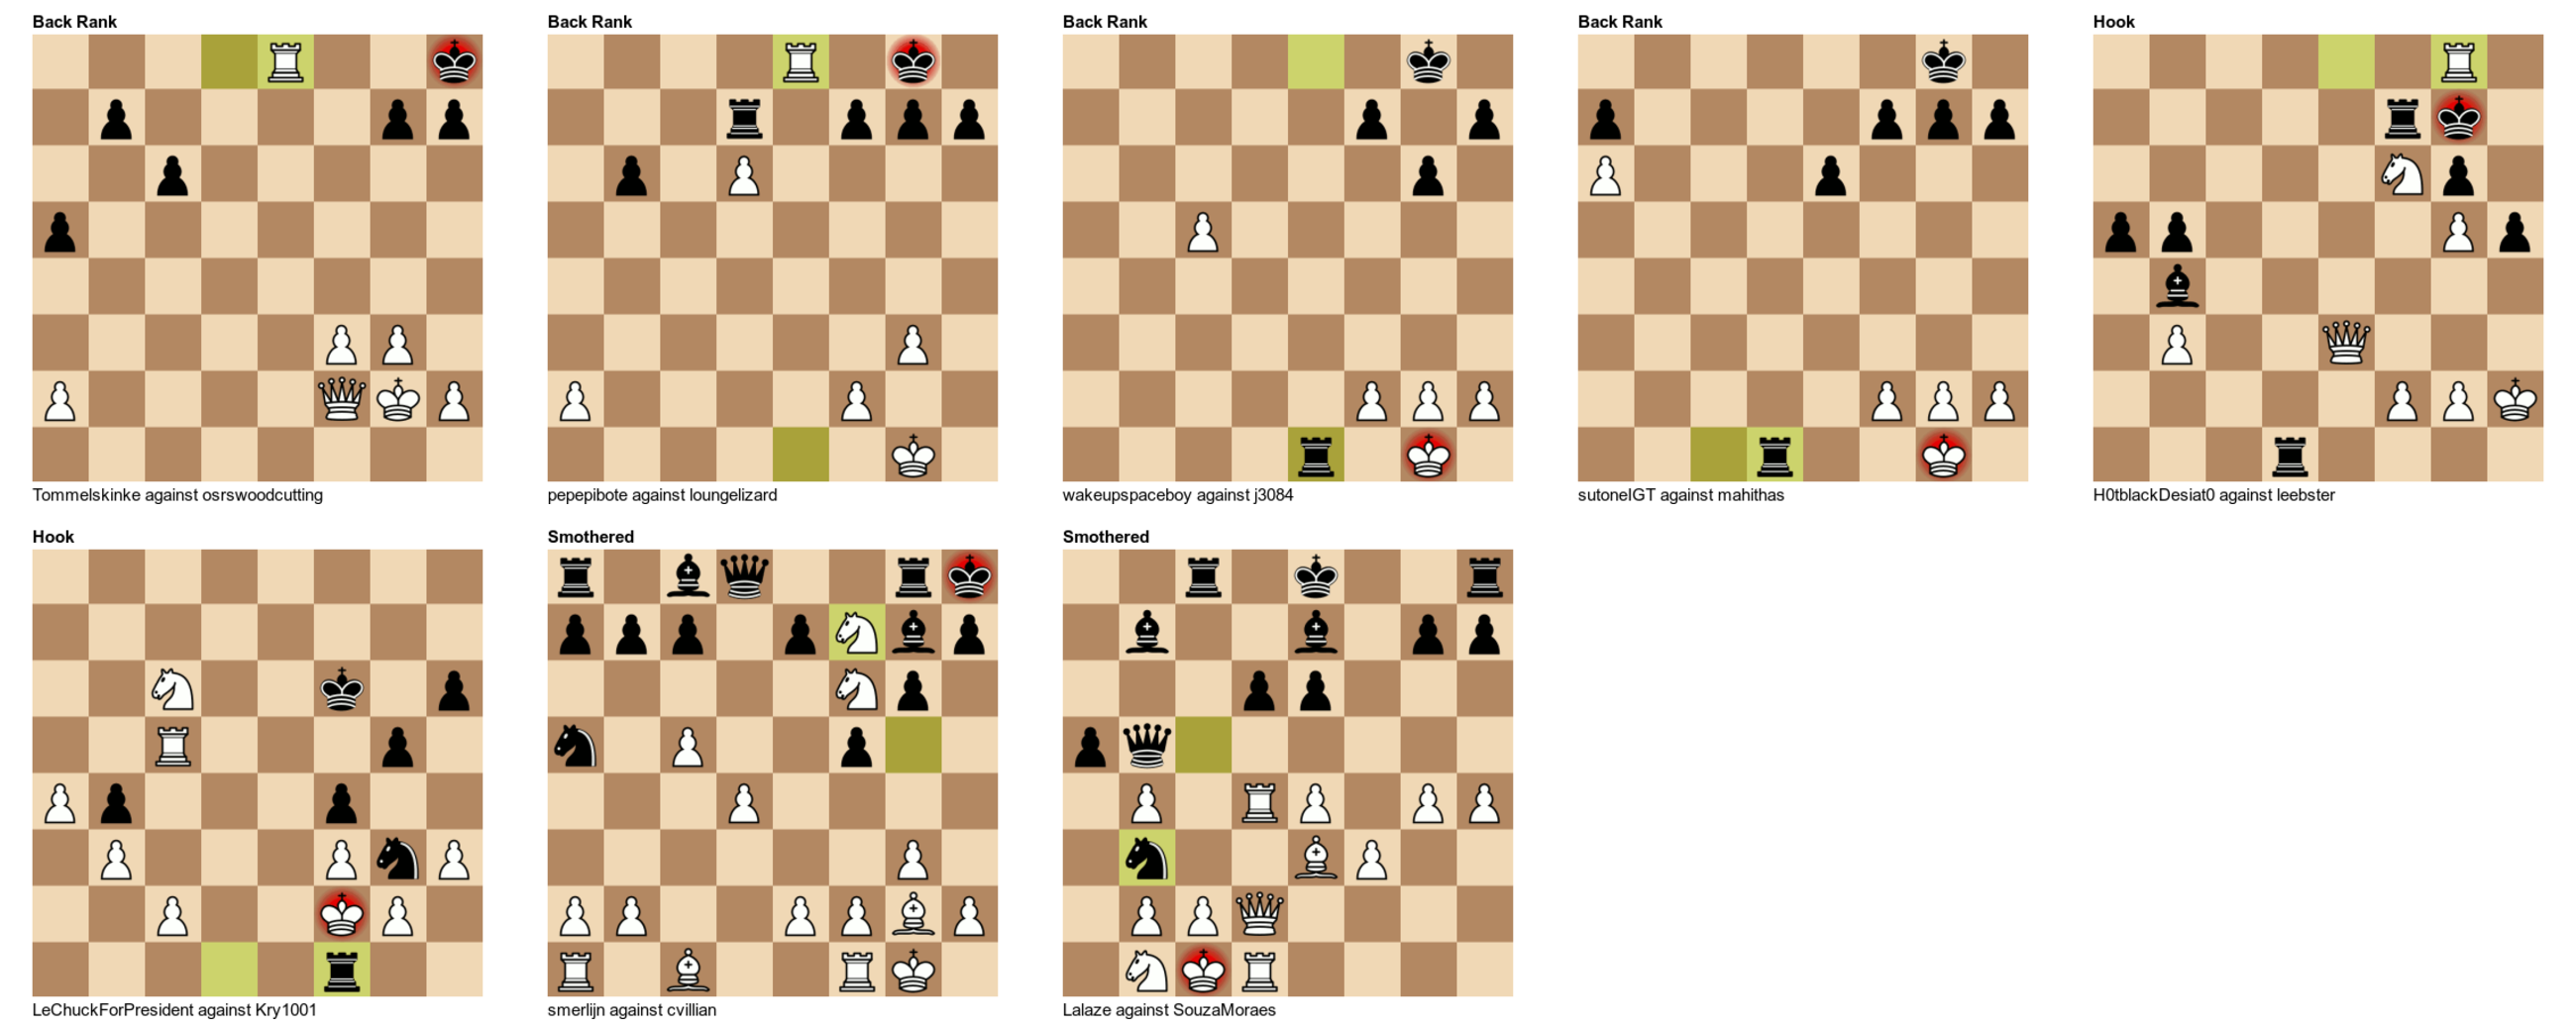 Back Rank
Back Rank
Back Rank
Back Rank
Hook
Tommelskinke against osrswoodcutting
pepepibote against loungelizard
wakeupspaceboy against j3084
sutoneIGT against mahithas
H0tblackDesiat0 against leebster
Hook
Smothered
Smothered
LeChuckForPresident against Kry1001
smerlijn against cvillian
Lalaze against SouzaMoraes